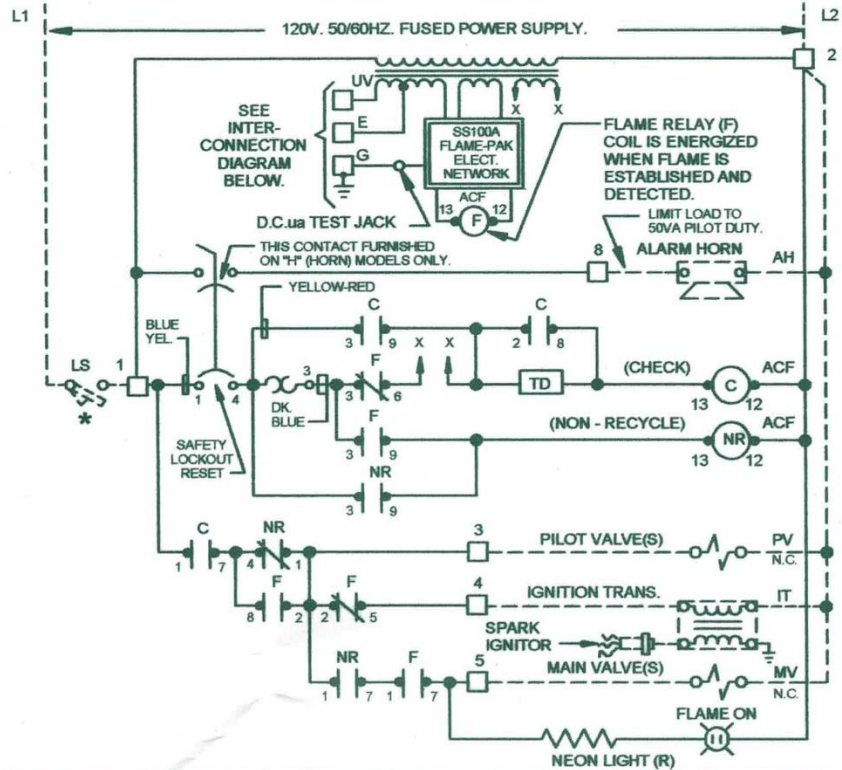 L1
L2
120V. 50/60HZ. FUSED POWER SUPPLY.
2
UV
SEE
INTER-
CONNECTION
DIAGRAM
BELOW.
E
G
X
X
SS100A
FLAME-PAK
ELECT.
NETWORK
FLAME RELAY (F)
COIL IS ENERGIZED
WHEN FLAME IS
ESTABLISHED AND
DETECTED.
ACF
13
F
12
D.C.ua TEST JACK
LIMIT LOAD TO
50VA PILOT DUTY.
THIS CONTACT FURNISHED
ON "H" (HORN) MODELS ONLY.
8
ALARM HORN
AH
YELLOW-RED
BLUE
YEL.
C
3
9
X
X
C
2
8
LS
1
*
1
4
3
DK.
BLUE
F
3
6
TD
(CHECK)
C
ACF
13
12
SAFETY
LOCKOUT
RESET
F
3
9
(NON - RECYCLE)
NR
ACF
13
12
NR
3
9
C
1
7
NR
4
1
3
PILOT VALVE(S)
PV
N.C.
F
8
2
F
2
5
4
IGNITION TRANS.
IT
SPARK
IGNITOR
NR
1
7
F
1
7
5
MAIN VALVE(S)
MV
N.C.
FLAME ON
NEON LIGHT (R)